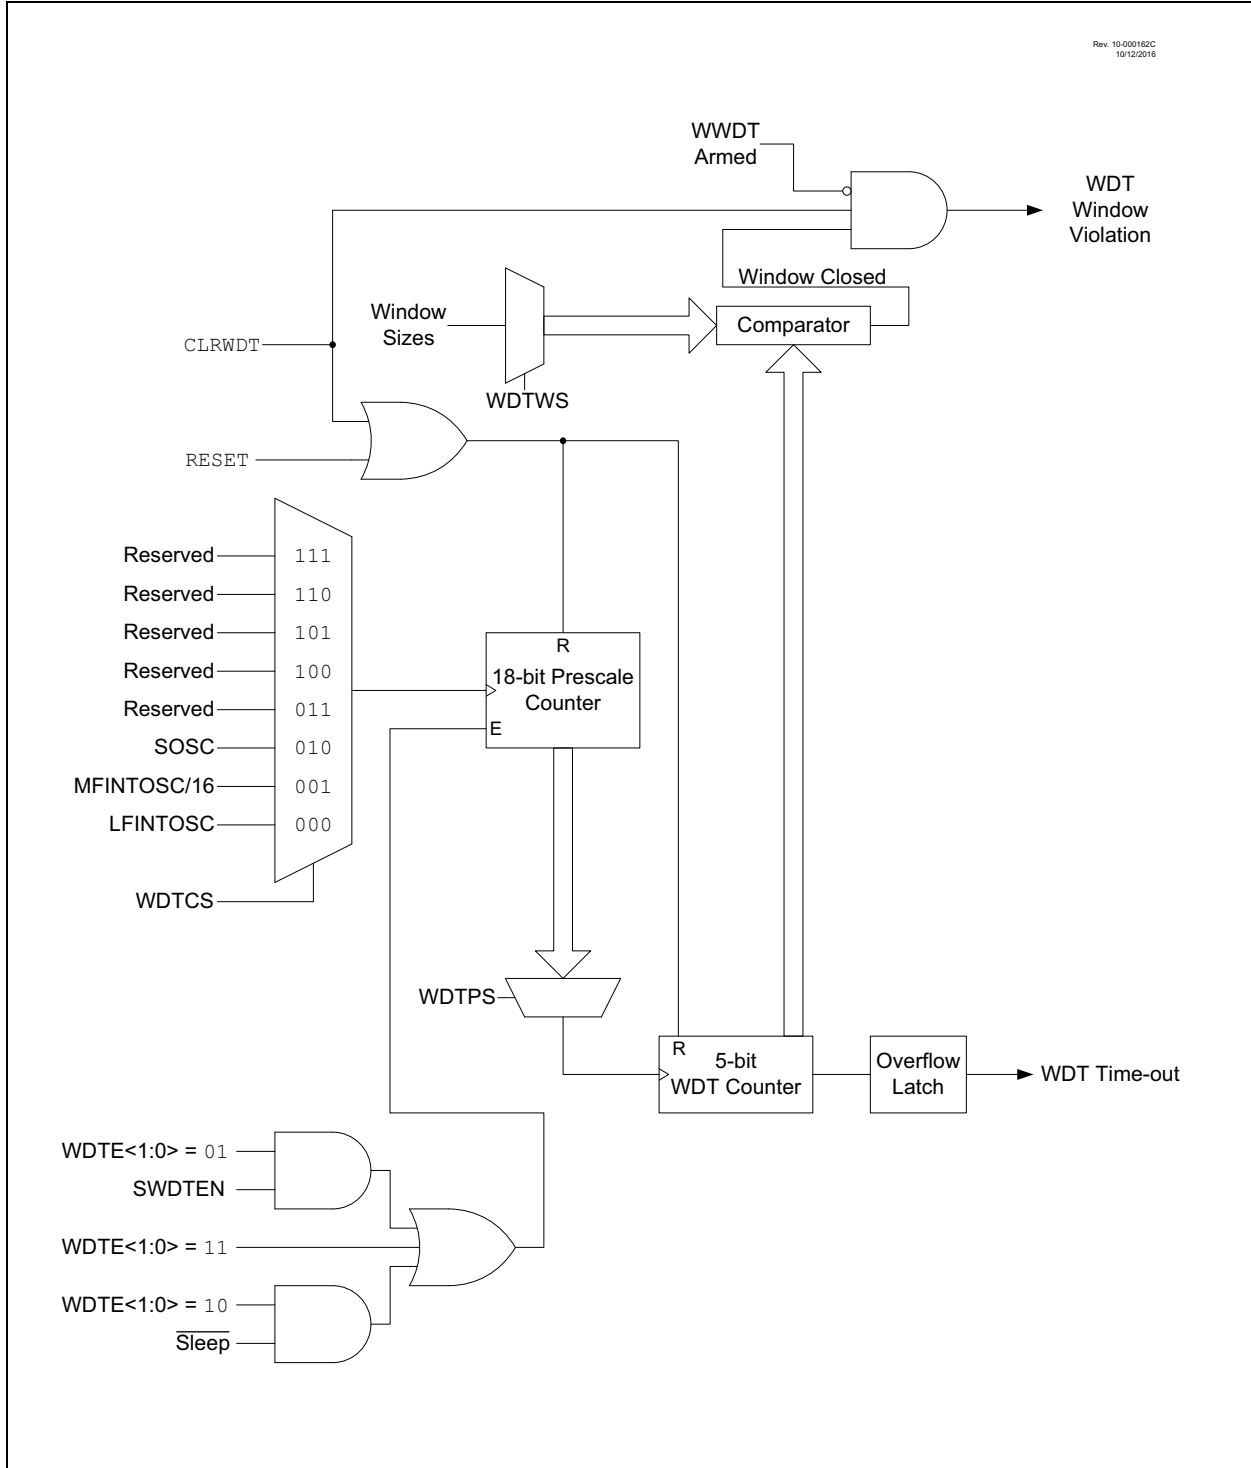 Rev. 10-000162C
10/12/2016
WWDT
Armed
WDT
Window
Violation
Window Closed
Window
Sizes
Comparator
CLRWDT
WDTWS
RESET
Reserved 111
Reserved 110
Reserved 101
Reserved 100
Reserved 011
SOSC 010
MFINTOSC/16 001
LFINTOSC 000
WDTCS
R
18-bit Prescale
Counter
E
WDTPS
R
5-bit
WDT Counter
Overflow
Latch
WDT Time-out
WDTE<1:0> = 01
SWDTEN
WDTE<1:0> = 11
WDTE<1:0> = 10
Sleep